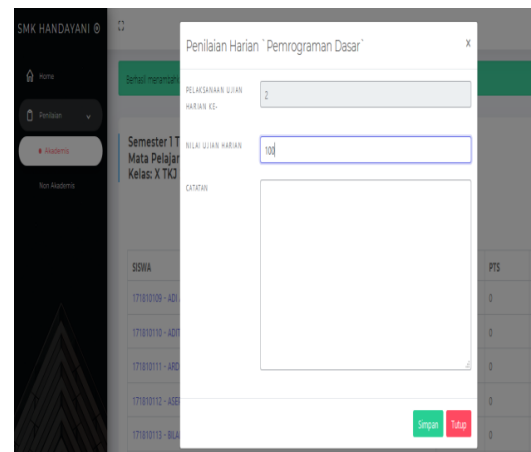 SMK HANDAYANI ®
Home
Penilaian
Akademis
Non Akademis
Berhasil
Semester 1 T
Mata Pelajar
Kelas: X TKJ
SISWA
PTS
171810109 - ADI
0
171810110 - ADIT
0
171810111 - ARD
0
171810112 - ASE
0
171810113 - BILA
0
Penilaian Harian `Pemrograman Dasar`
x
PELAKSANAAN UJIAN
HARIAN KE-
2
NILAI UJIAN HARIAN
100
CATATAN
Simpan
Tutup